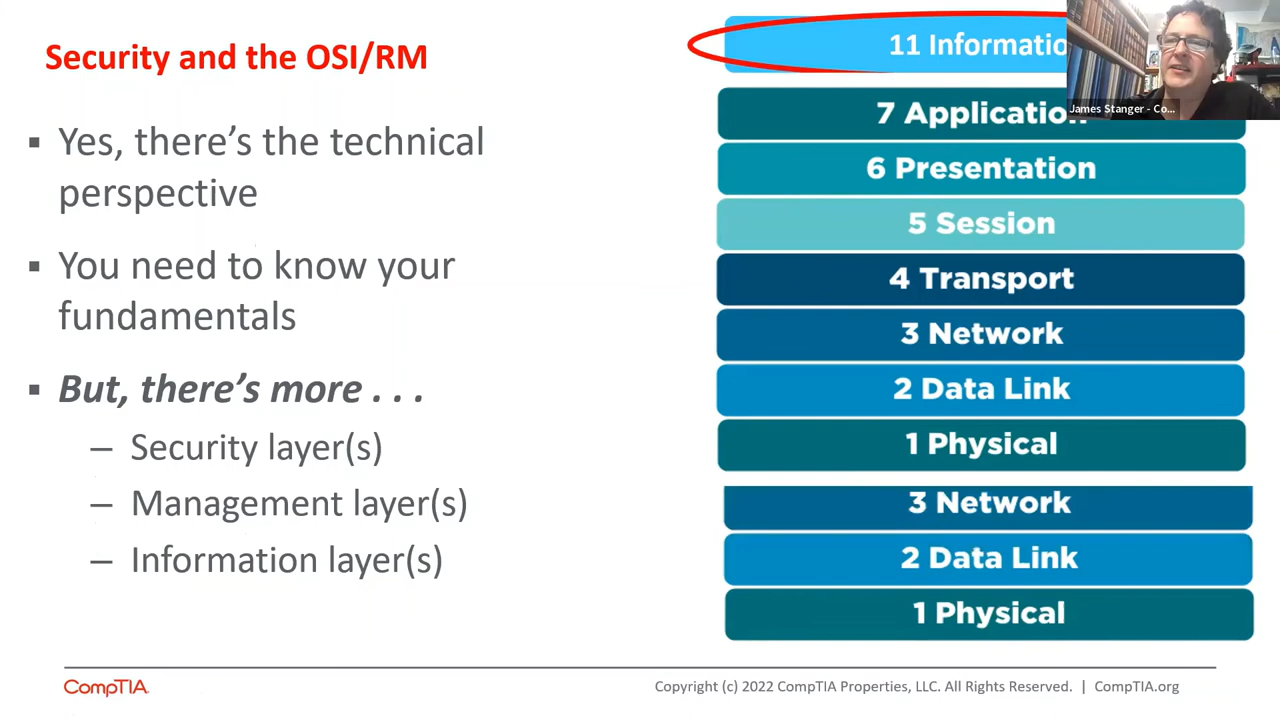 Security and the OSI/RM
▪ Yes, there's the technical
perspective
▪ You need to know your
fundamentals
▪ But, there's more . . .
– Security layer(s)
– Management layer(s)
– Information layer(s)
11 Informatio
7 Application
6 Presentation
5 Session
4 Transport
3 Network
2 Data Link
1 Physical
3 Network
2 Data Link
1 Physical
James Stanger - Co...
CompTIA
Copyright (c) 2022 CompTIA Properties, LLC. All Rights Reserved. | CompTIA.org